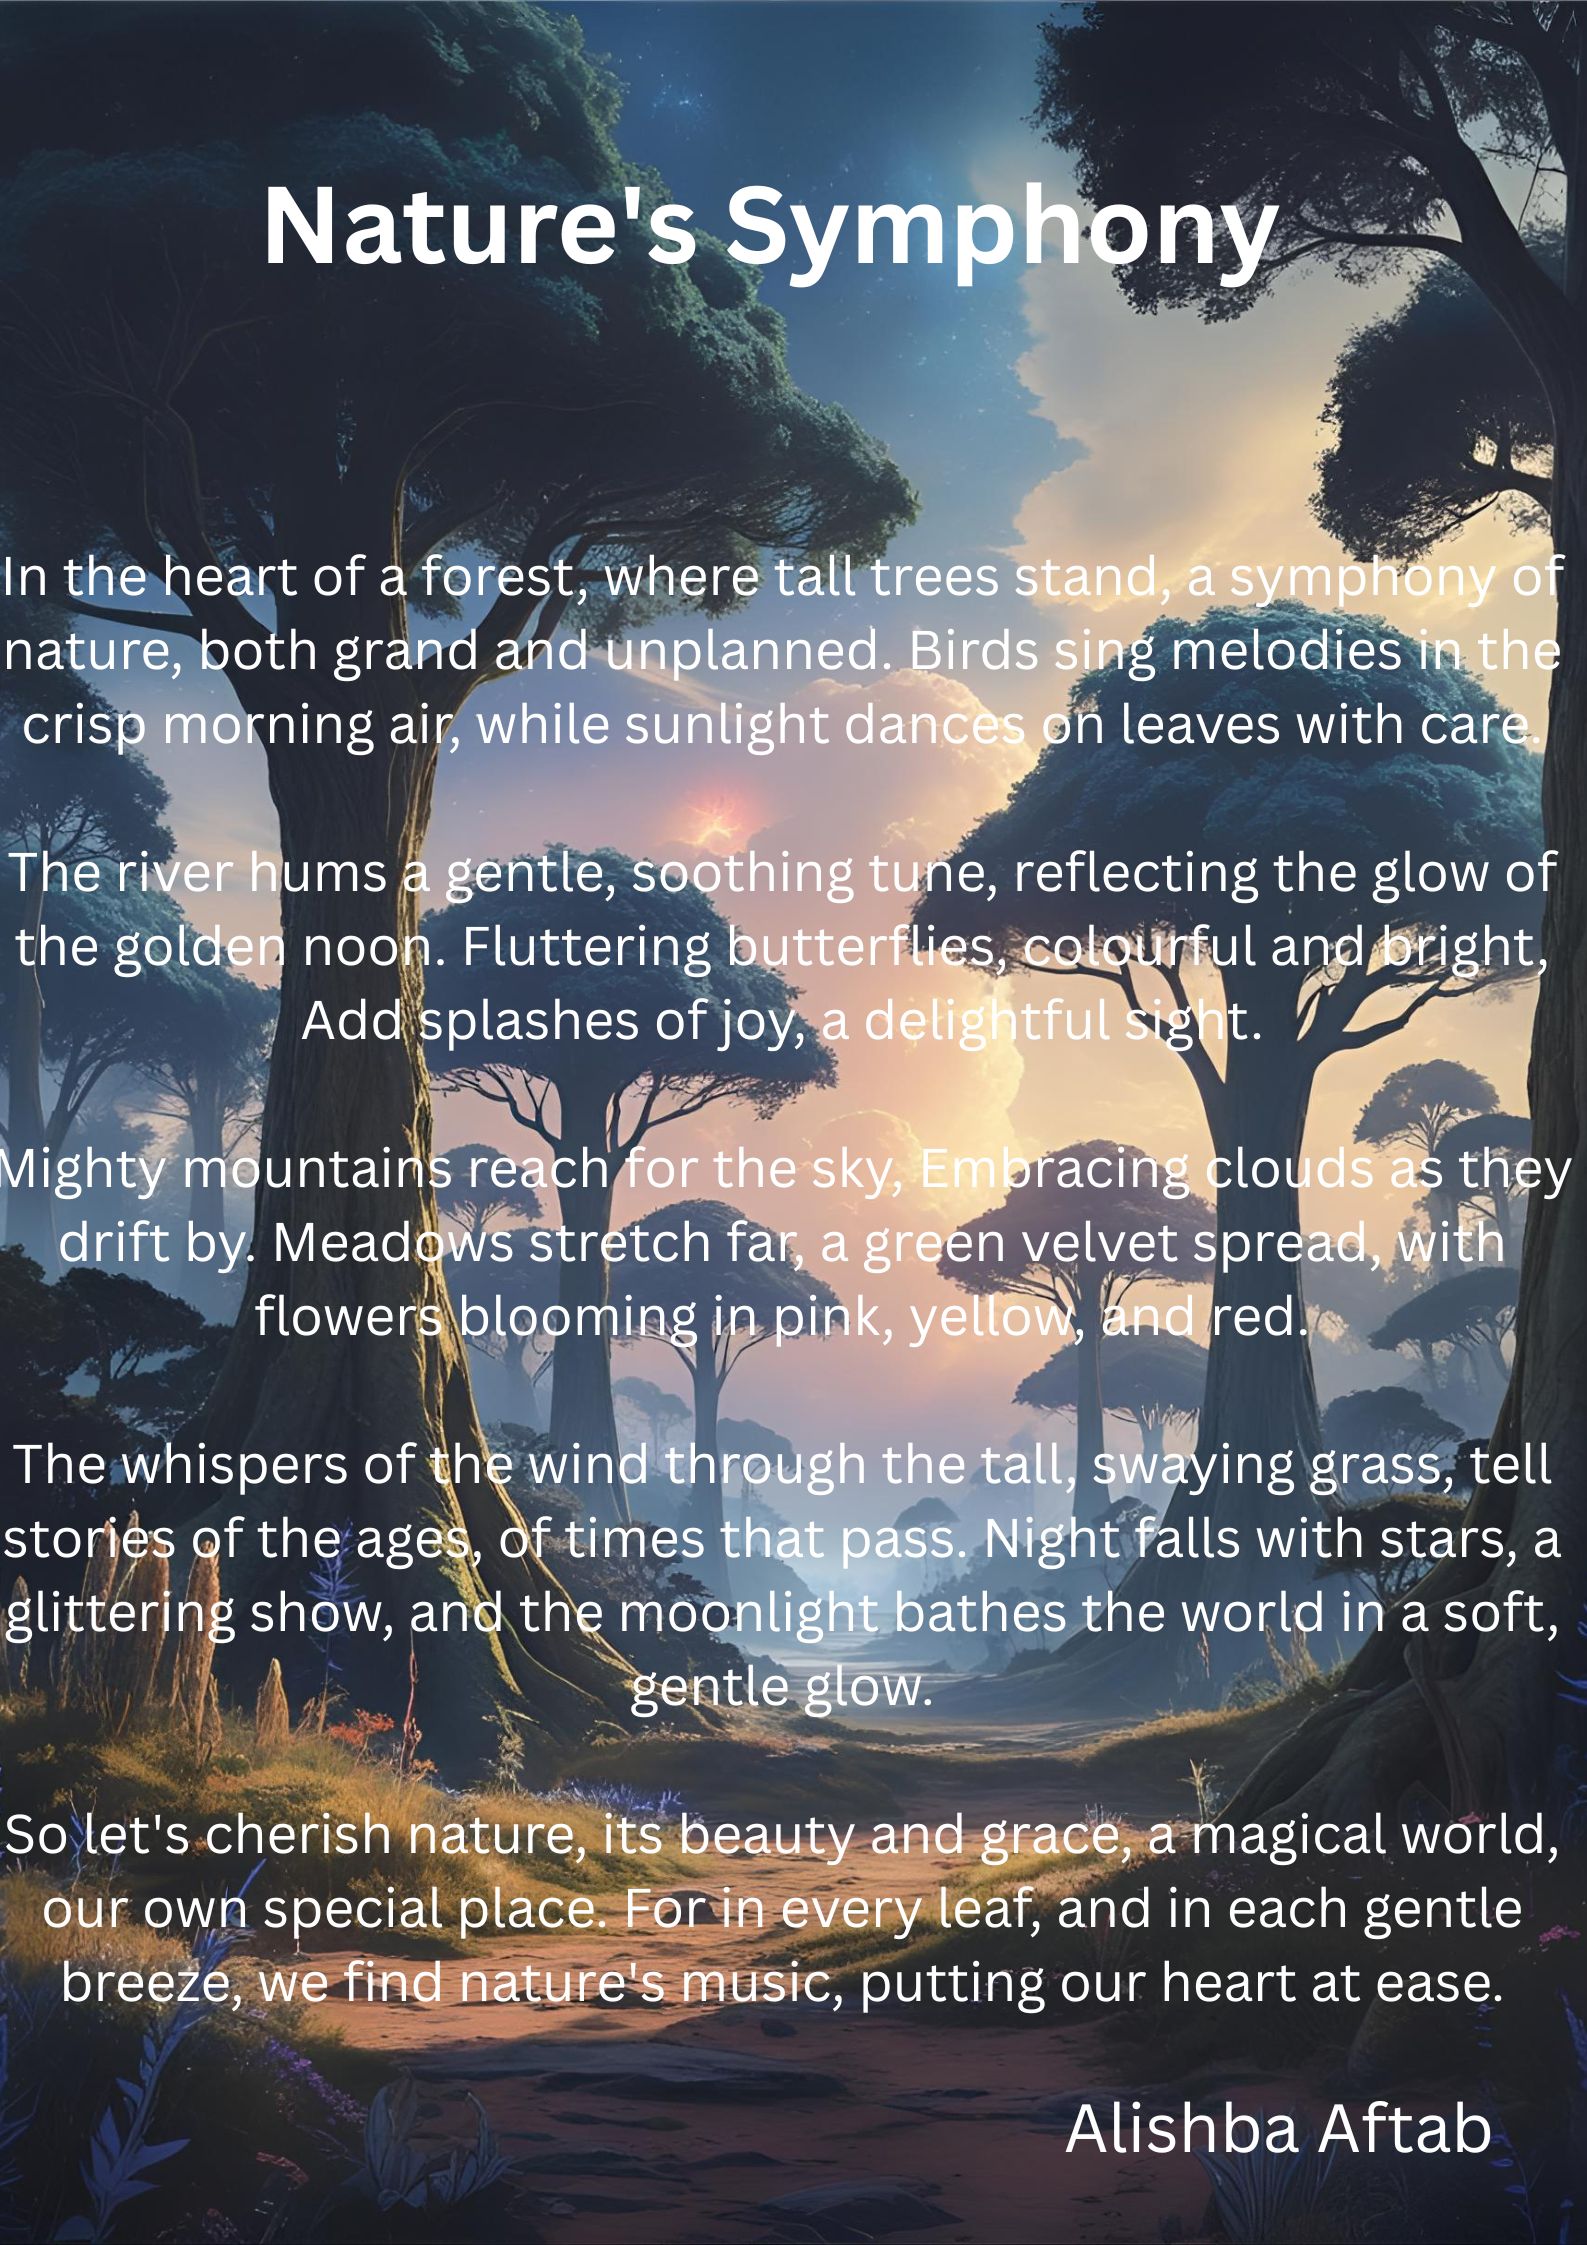 Nature's Symphony
In the heart of a forest, where tall trees stand, a symphony of
nature, both grand and unplanned. Birds sing melodies in the
crisp morning air, while sunlight dances on leaves with care.
The river hums a gentle, soothing tune, reflecting the glow of
the golden noon. Fluttering butterflies, colourful and bright,
Add splashes of joy, a delightful sight.
Mighty mountains reach for the sky, Embracing clouds as they
drift by. Meadows stretch far, a green velvet spread, with
flowers blooming in pink, yellow, and red.
The whispers of the wind through the tall, swaying grass, tell
stories of the ages, of times that pass. Night falls with stars, a
glittering show, and the moonlight bathes the world in a soft,
gentle glow.
So let's cherish nature, its beauty and grace, a magical world,
our own special place. For in every leaf, and in each gentle
breeze, we find nature's music, putting our heart at ease.
Alishba Aftab